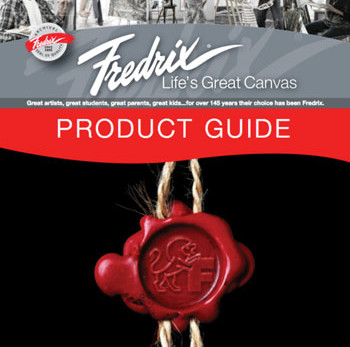 Fredrix
Fredrix
Life's Great Canvas
Great artists, great students, great parents, great kids...for over 145 years their choice has been Fredrix.
PRODUCT GUIDE
F